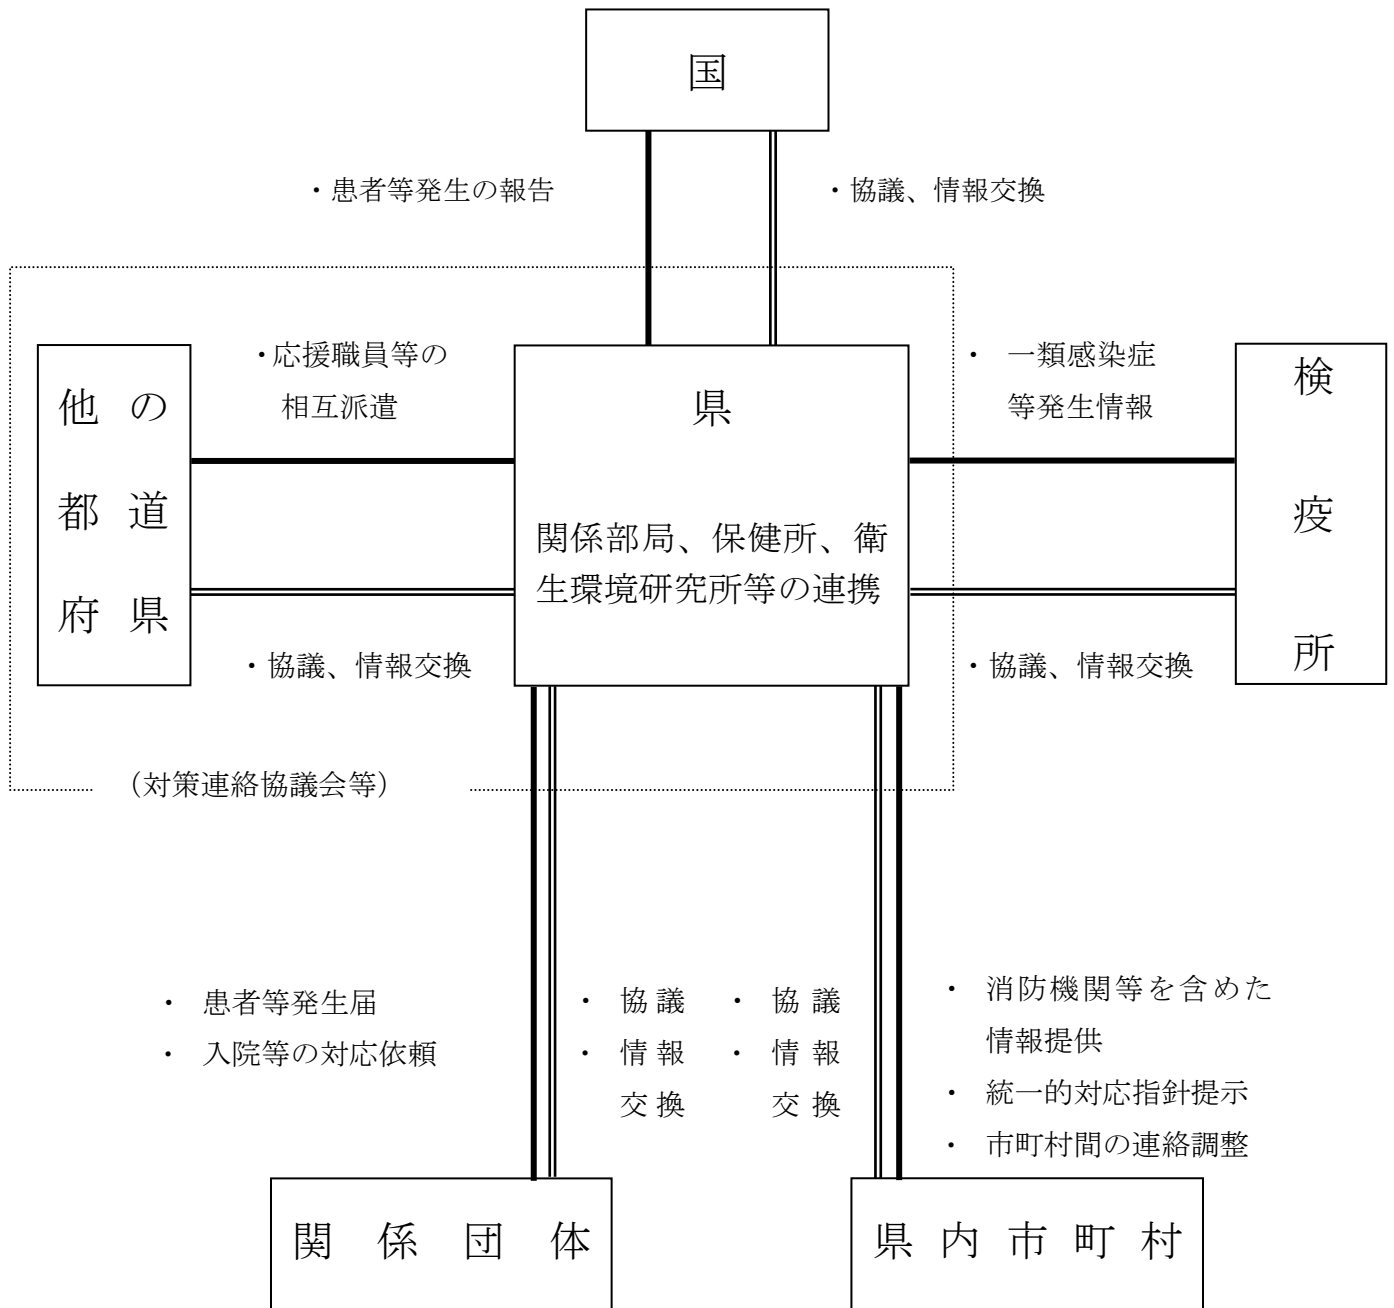 国
・患者等発生の報告
・協議、情報交換
他の
都道
府県
・応援職員等の
相互派遣
・協議、情報交換
県
関係部局、保健所、衛
生環境研究所等の連携
・ 一類感染症
等発生情報
・協議、情報交換
検
疫
所
（対策連絡協議会等）
・ 患者等発生届
・ 入院等の対応依頼
・ 協議
・ 情報
交換
・ 協議
・ 情報
交換
・ 消防機関等を含めた
情報提供
・ 統一的対応指針提示
・ 市町村間の連絡調整
関係団体
県内市町村